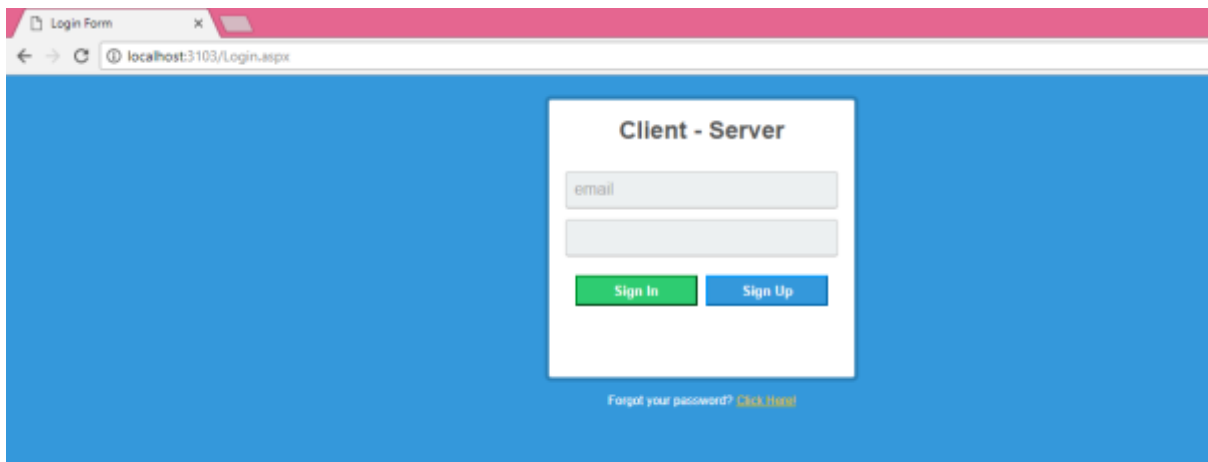 Login Form
localhost:3103/Login.aspx
Client - Server
email
Sign In Sign Up
Forgot your password? Click Here!